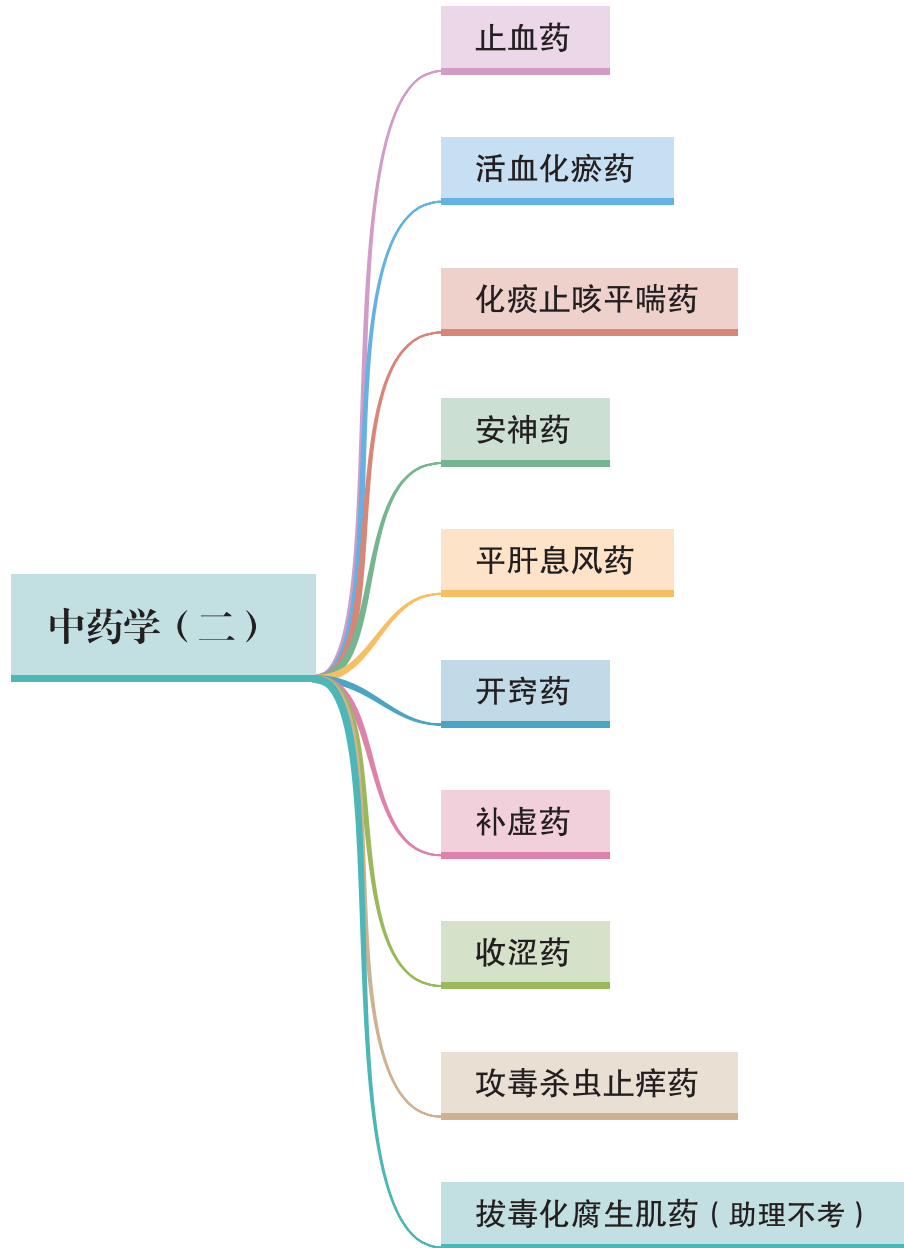 止血药
活血化瘀药
化痰止咳平喘药
安神药
平肝息风药
中药学（二）
开窍药
补虚药
收涩药
攻毒杀虫止痒药
拔毒化腐生肌药（助理不考）